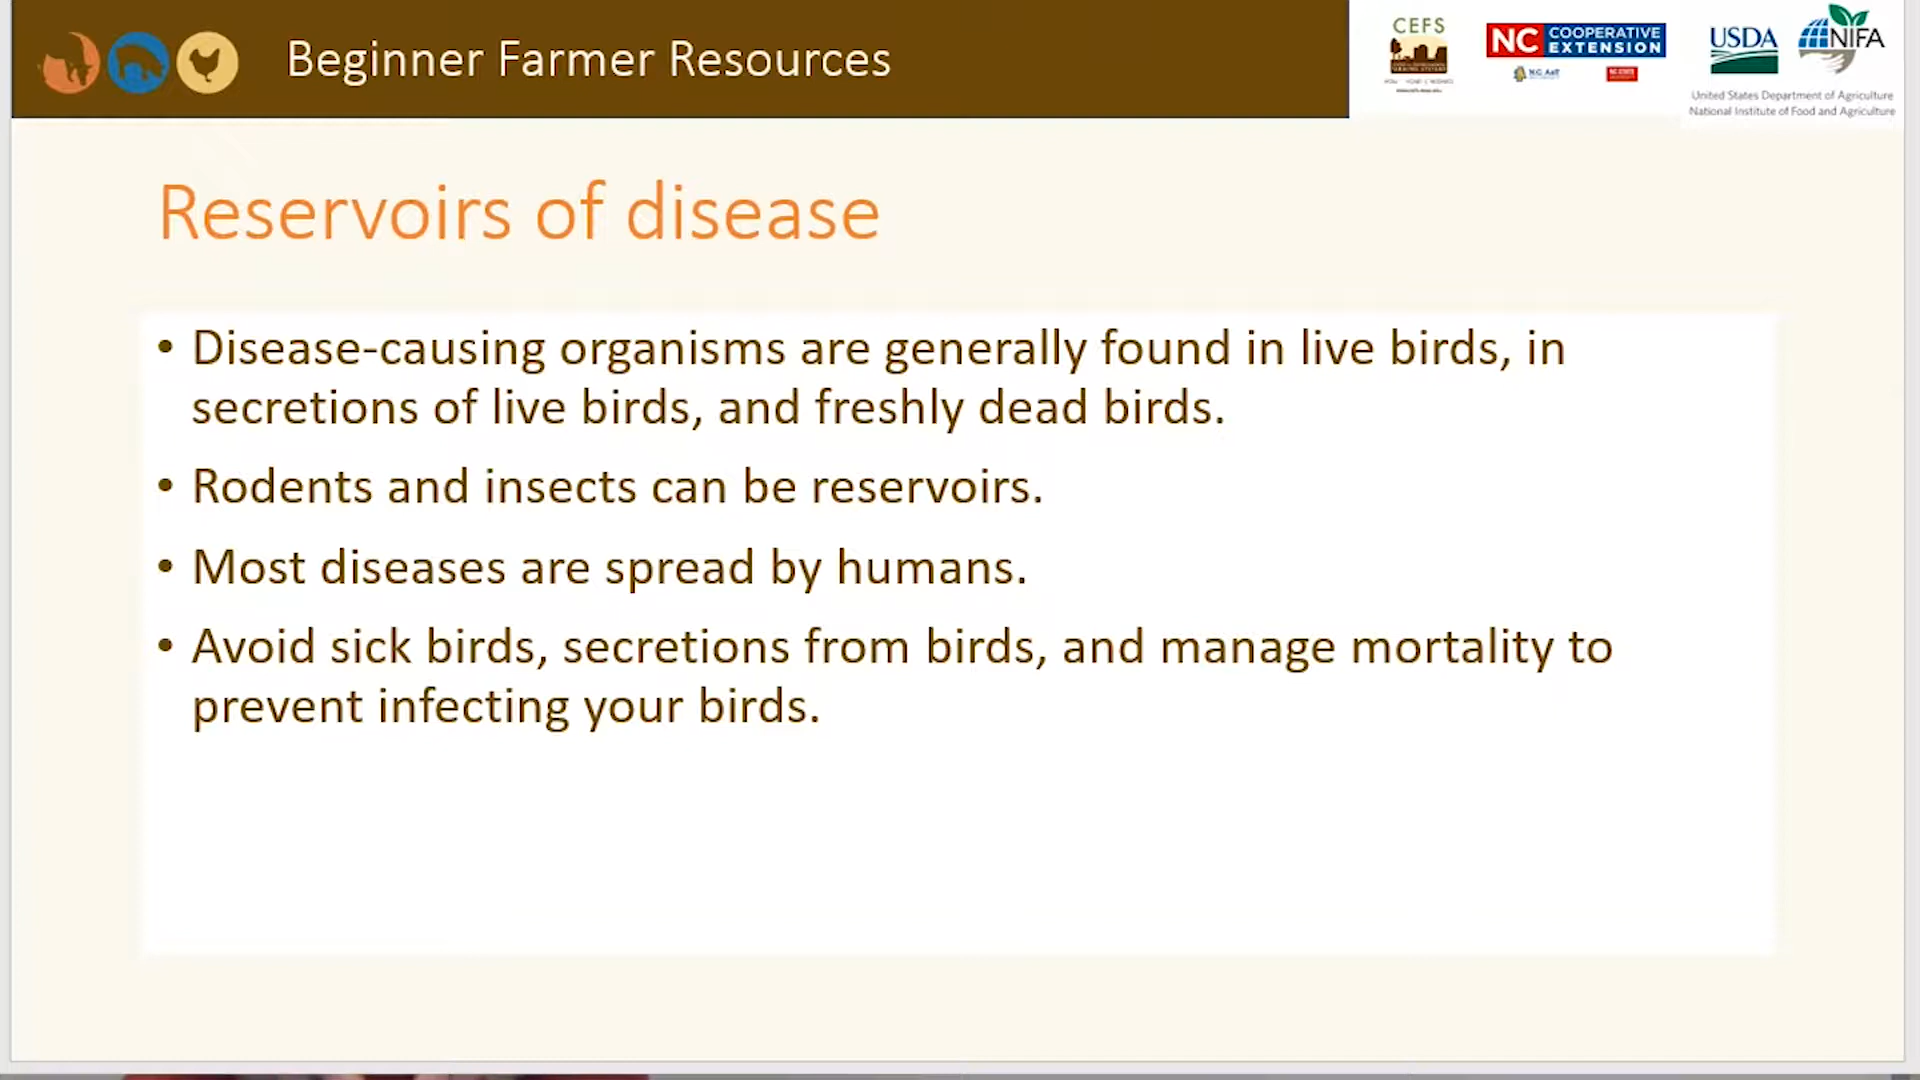 Beginner Farmer Resources
CEFS
NC COOPERATIVE
EXTENSION
USDA
NIFA
United States Department of Agriculture
National Institute of Food and Agriculture
Reservoirs of disease
• Disease-causing organisms are generally found in live birds, in
secretions of live birds, and freshly dead birds.
• Rodents and insects can be reservoirs.
• Most diseases are spread by humans.
• Avoid sick birds, secretions from birds, and manage mortality to
prevent infecting your birds.